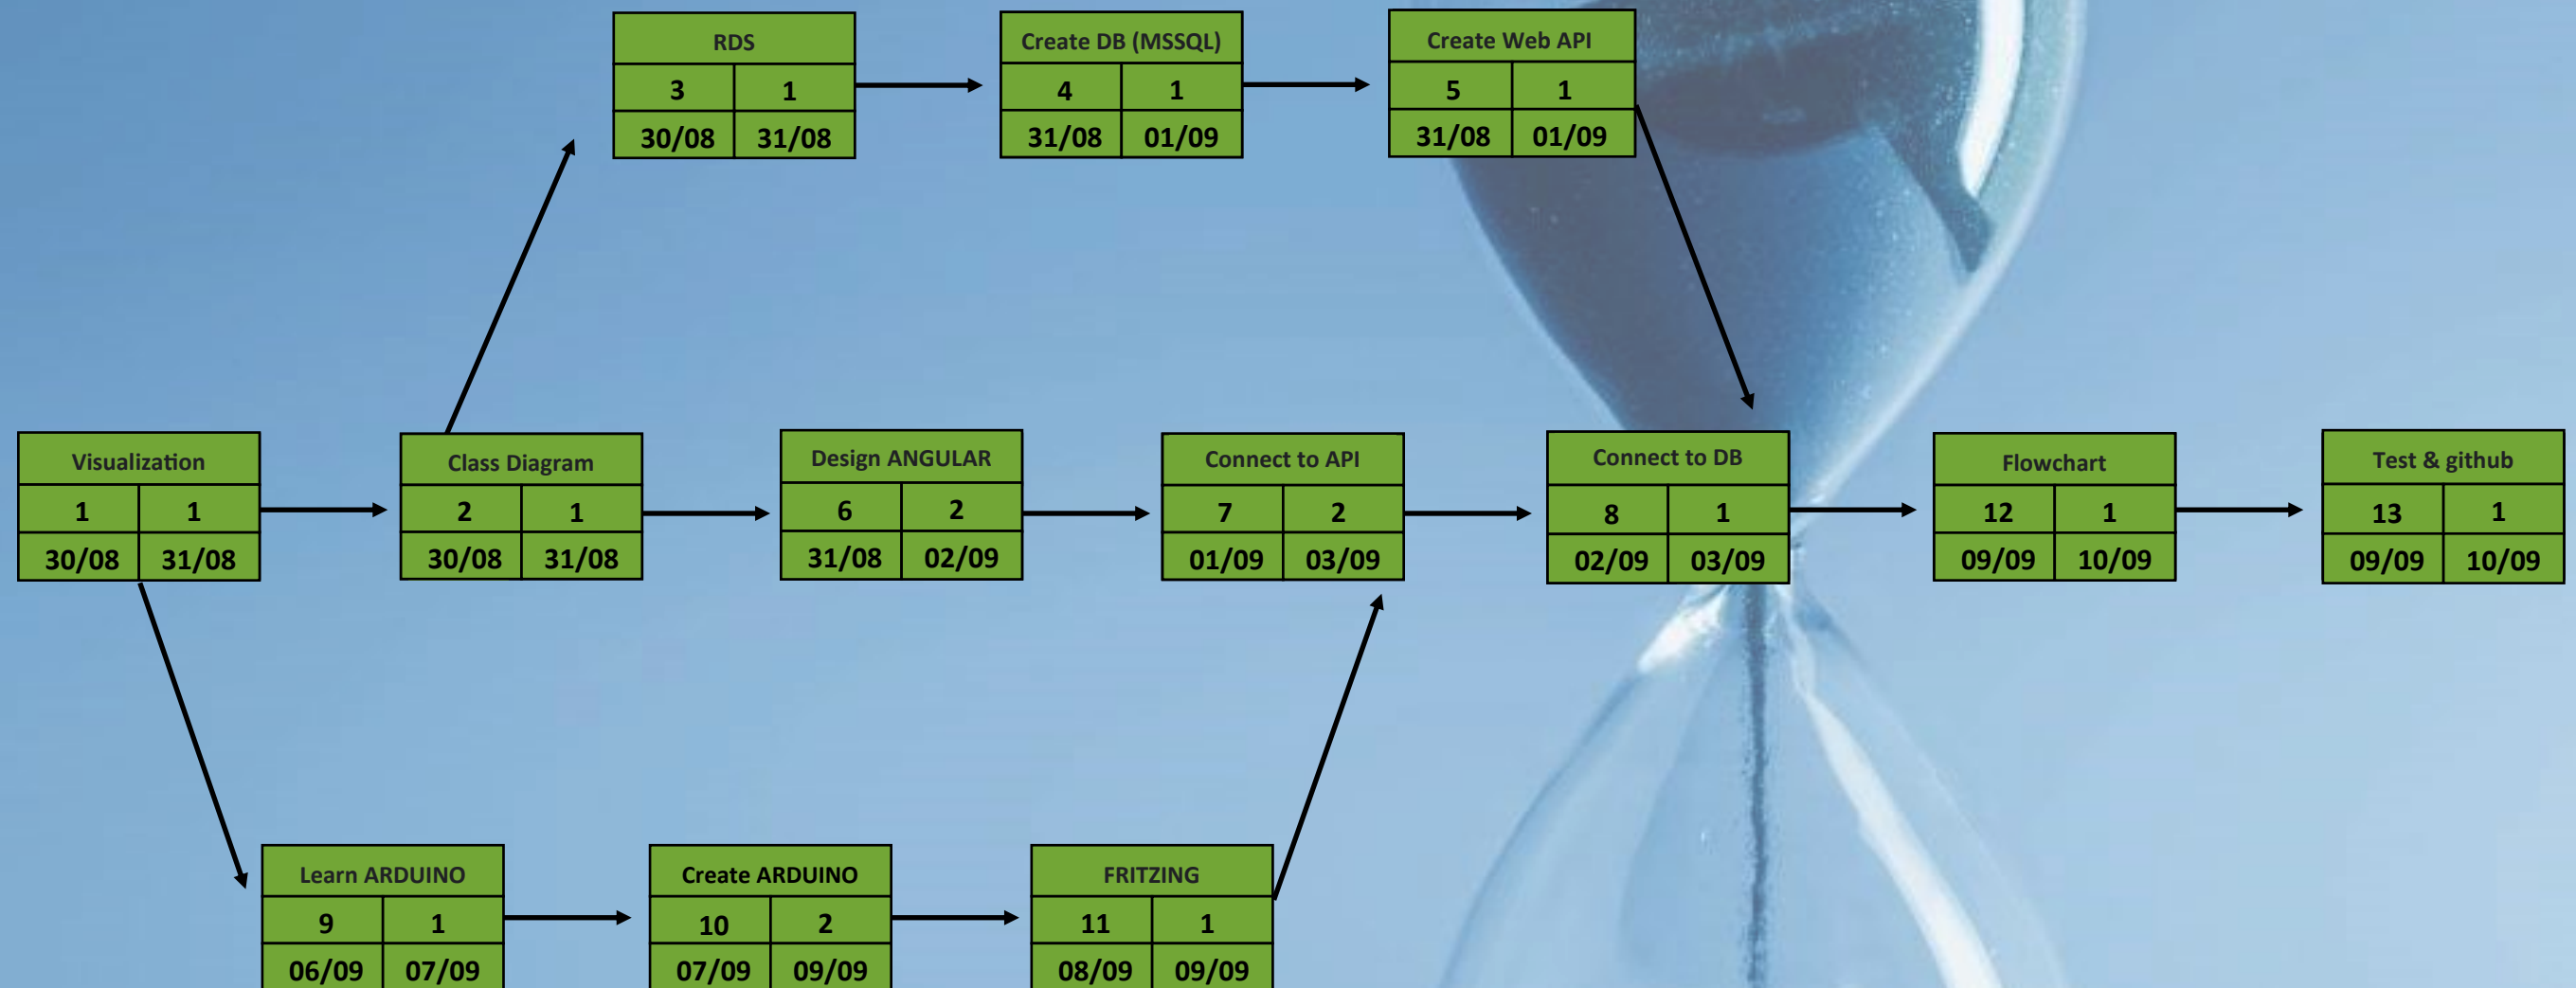 RDS
3 1
30/08 31/08
Create DB (MSSQL)
4 1
31/08 01/09
Create Web API
5 1
31/08 01/09
Visualization
1 1
30/08 31/08
Class Diagram
2 1
30/08 31/08
Design ANGULAR
6 2
31/08 02/09
Connect to API
7 2
01/09 03/09
Connect to DB
8 1
02/09 03/09
Flowchart
12 1
09/09 10/09
Test & github
13 1
09/09 10/09
Learn ARDUINO
9 1
06/09 07/09
Create ARDUINO
10 2
07/09 09/09
FRITZING
11 1
08/09 09/09